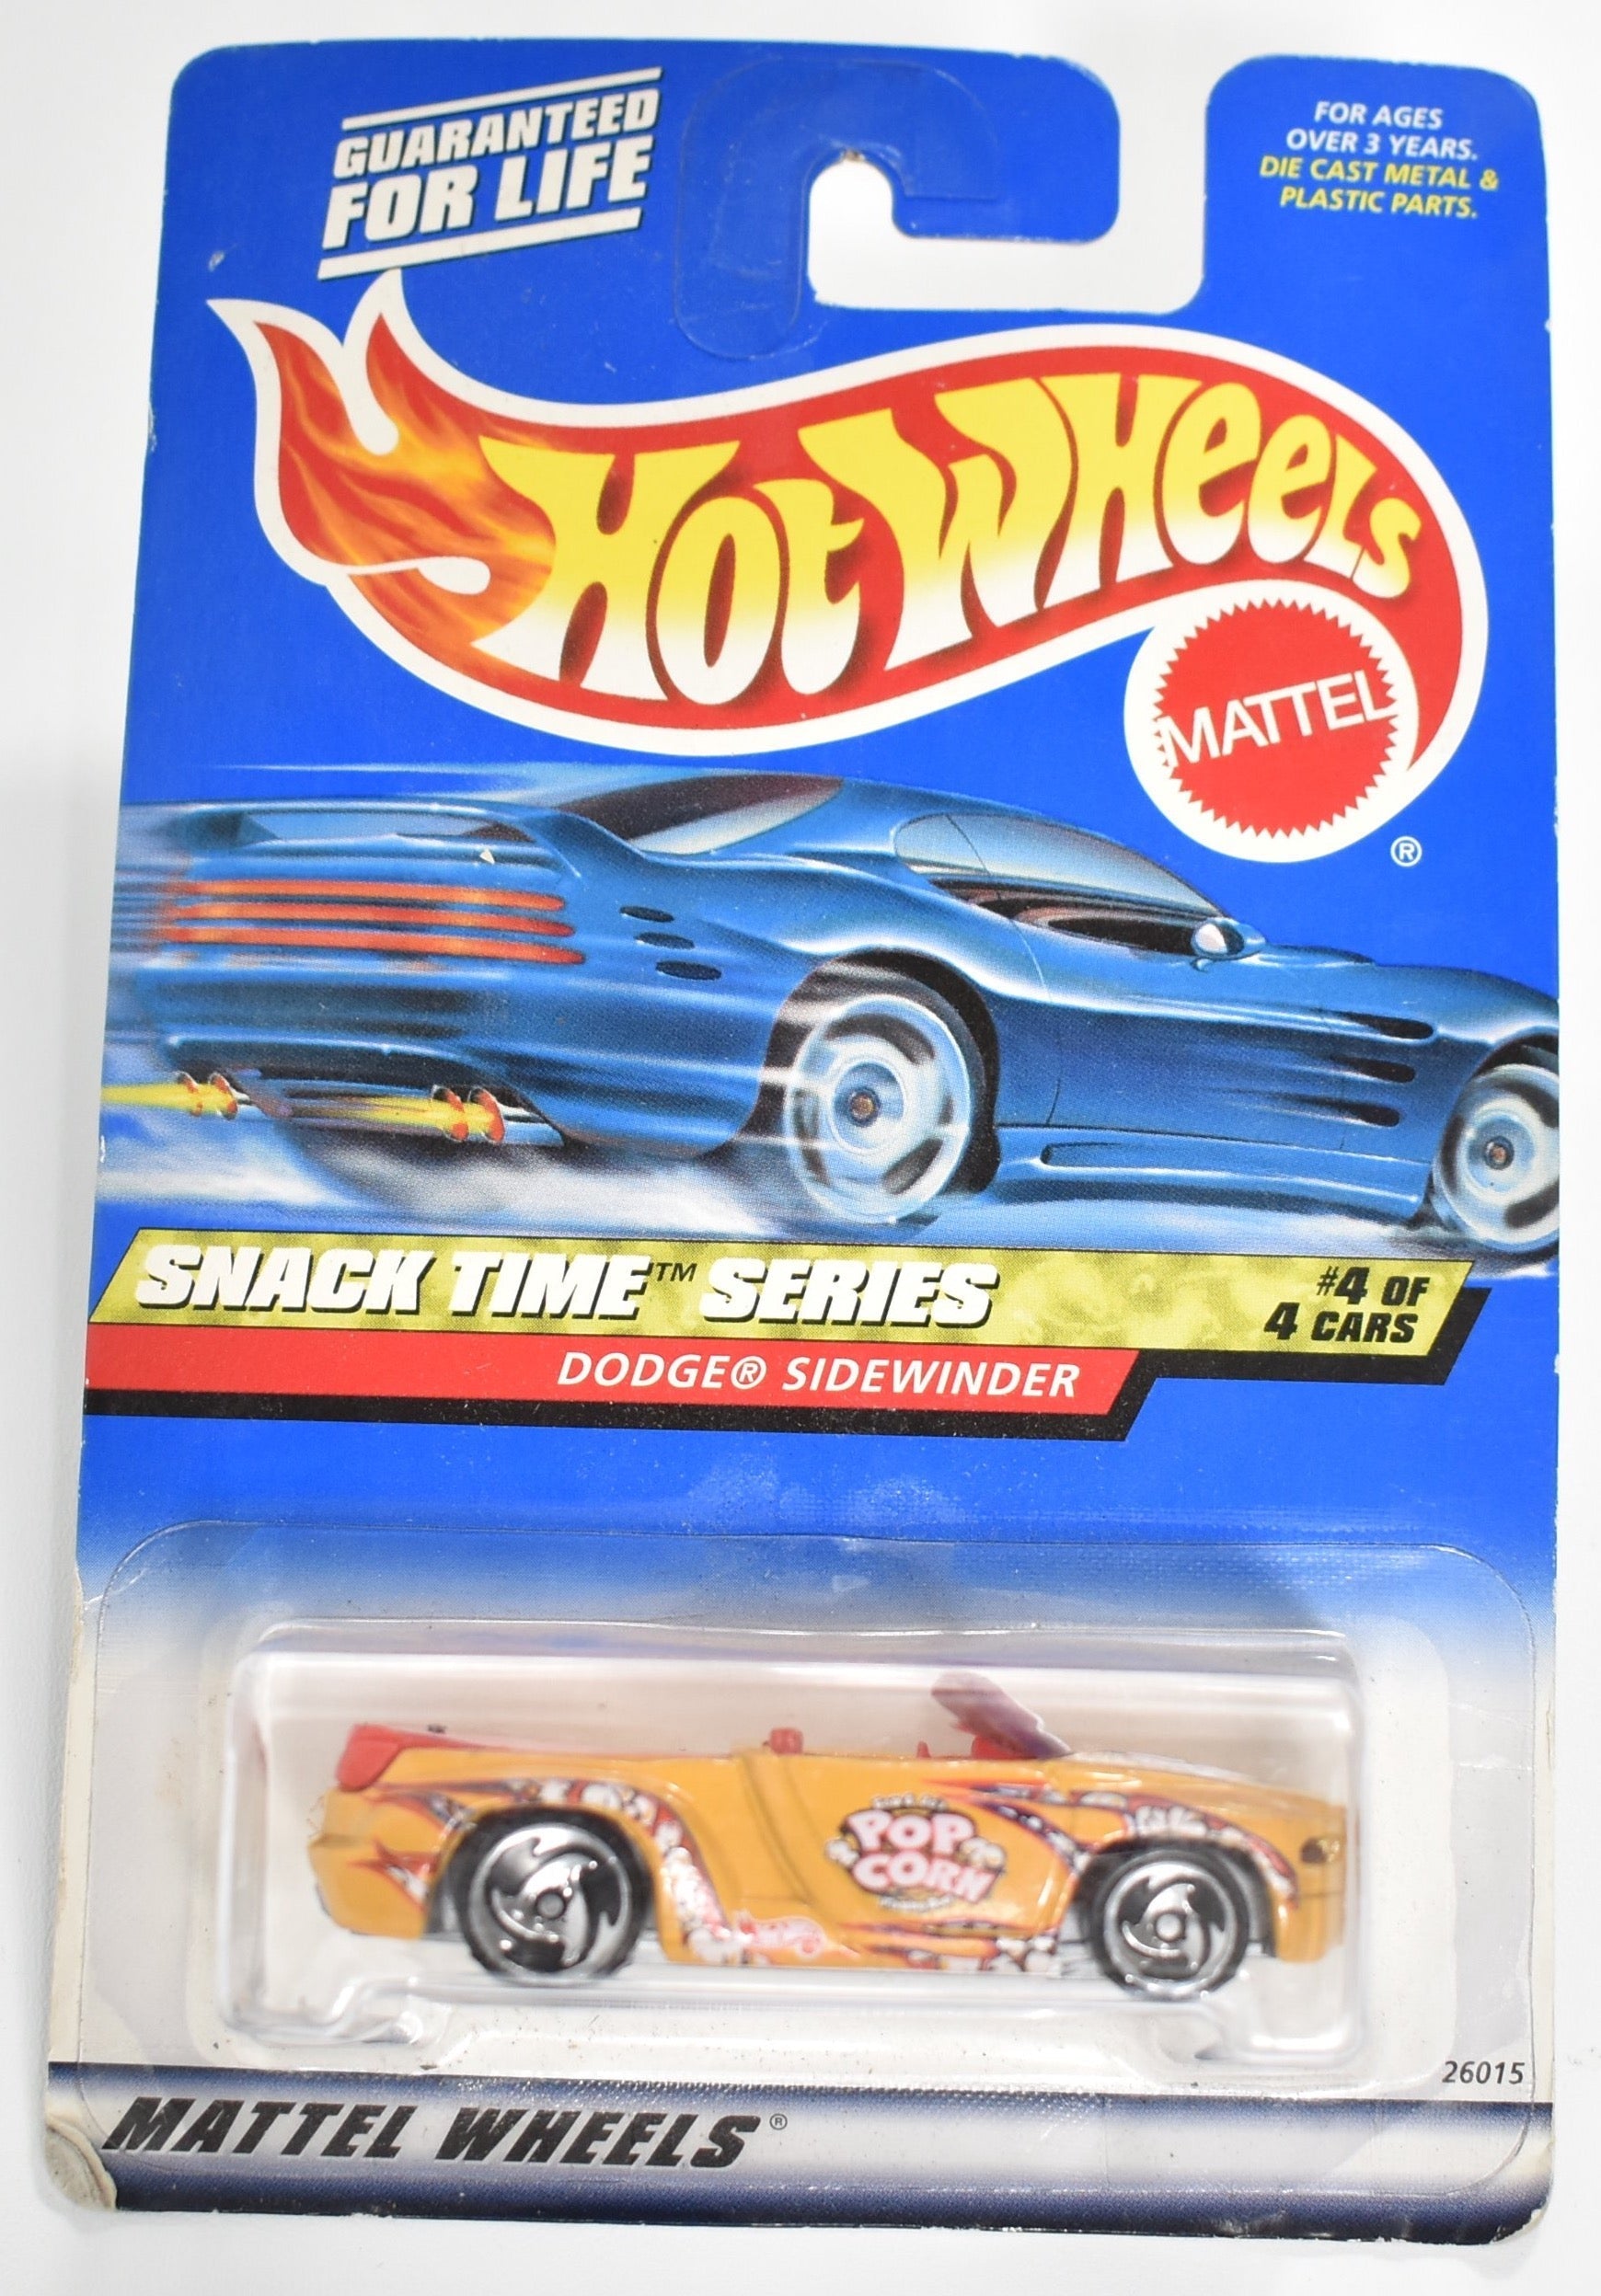 GUARANTEED
FOR LIFE
FOR AGES
OVER 3 YEARS.
DIE CAST METAL &
PLASTIC PARTS.
HOT WHEELS
MATTEL
®
SNACK TIME™ SERIES
#4 OF
4 CARS
DODGE® SIDEWINDER
POP
CORN
26015
MATTEL WHEELS®